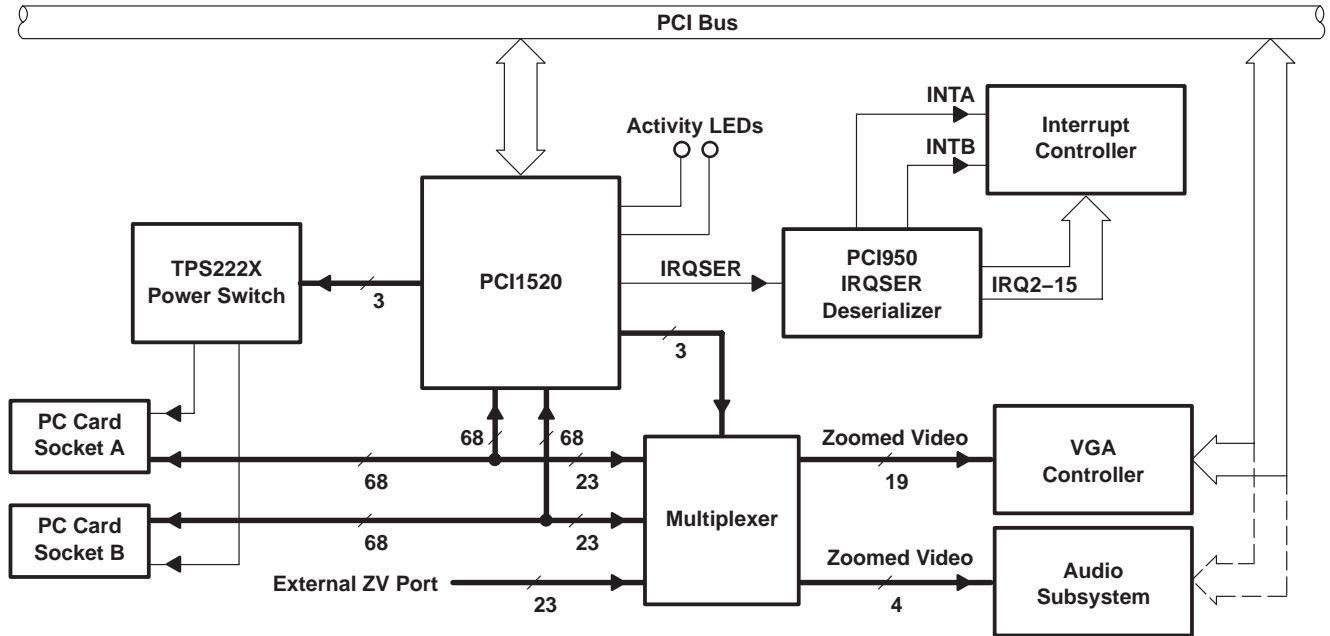 PCI Bus
Activity LEDs
INTA
INTB
Interrupt
Controller
TPS222X
Power Switch
3
PCI1520
IRQSER
PCI950
IRQSER
Deserializer
IRQ2–15
3
PC Card
Socket A
68
68
68
23
Zoomed Video
19
VGA
Controller
PC Card
Socket B
68
23
Multiplexer
External ZV Port
23
Zoomed Video
4
Audio
Subsystem